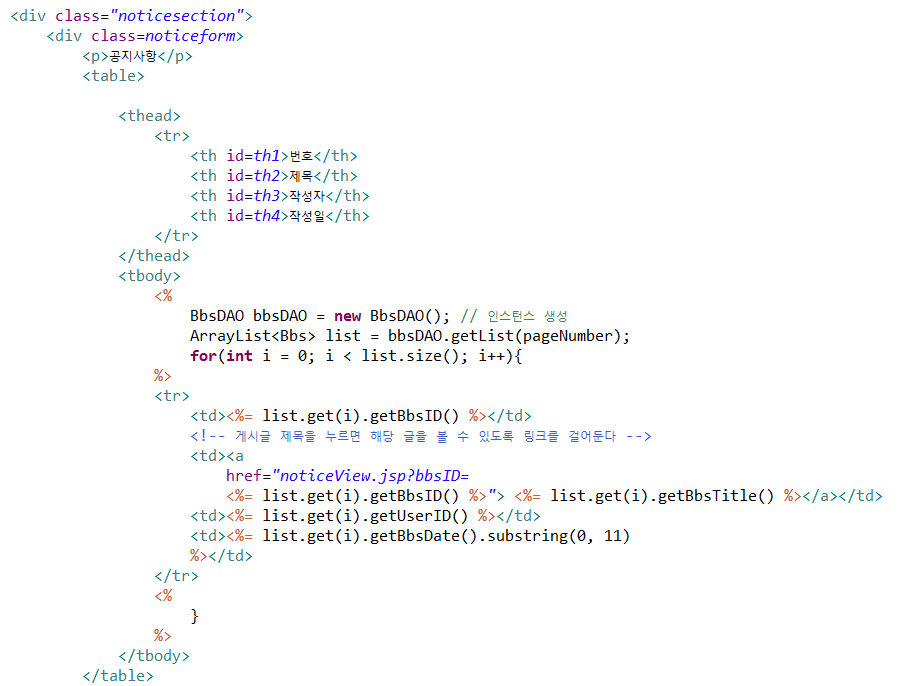 <div class="noticesection">
<div class=noticeform>
<p>공지사항</p>
<table>
<thead>
<tr>
<th id=th1>번호</th>
<th id=th2>제목</th>
<th id=th3>작성자</th>
<th id=th4>작성일</th>
</tr>
</thead>
<tbody>
<%
BbsDAO bbsDAO = new BbsDAO(); // 인스턴스 생성
ArrayList<Bbs> list = bbsDAO.getList(pageNumber);
for(int i = 0; i < list.size(); i++){
%>
<tr>
<td><%= list.get(i).getBbsID() %></td>
<!-- 게시글 제목을 누르면 해당 글을 볼 수 있도록 링크를 걸어둔다 -->
<td><a
href="noticeView.jsp?bbsID=
<%= list.get(i).getBbsID() %>"> <%= list.get(i).getBbsTitle() %></a></td>
<td><%= list.get(i).getUserID() %></td>
<td><%= list.get(i).getBbsDate().substring(0, 11)
%></td>
</tr>
<%
}
%>
</tbody>
</table>